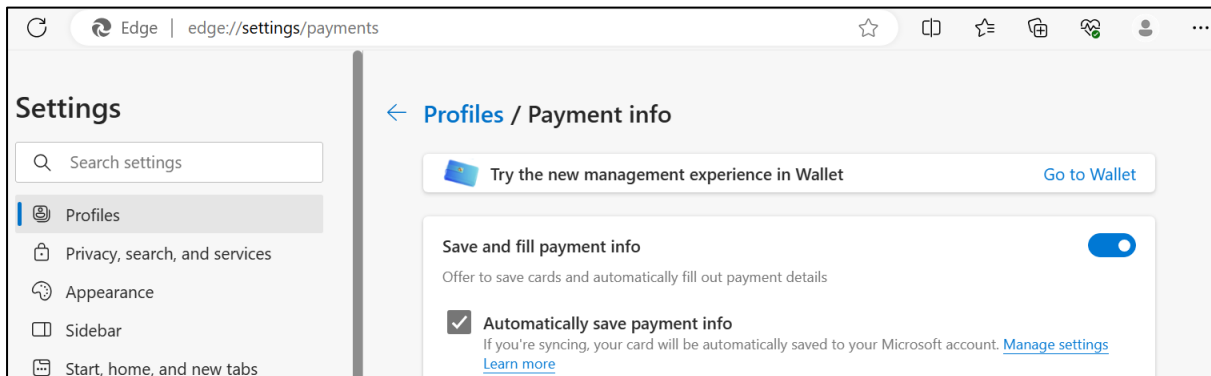 Edge | edge://settings/payments
Settings
Search settings
Profiles
Privacy, search, and services
Appearance
Sidebar
Start, home, and new tabs
Profiles / Payment info
Try the new management experience in Wallet Go to Wallet
Save and fill payment info
Offer to save cards and automatically fill out payment details
Automatically save payment info
If you're syncing, your card will be automatically saved to your Microsoft account. Manage settings
Learn more